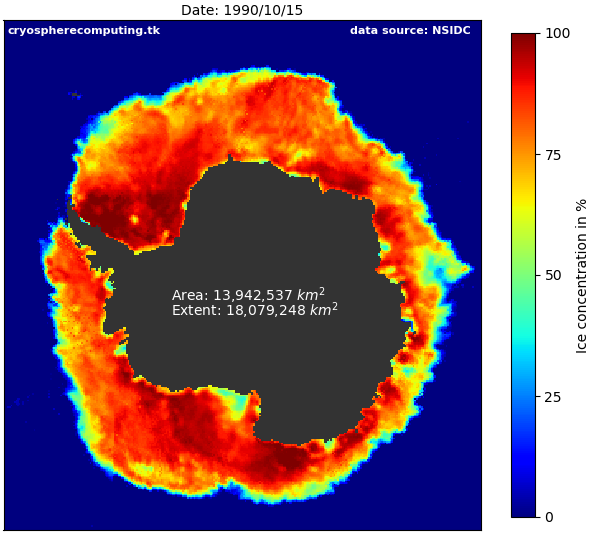 Date: 1990/10/15
cryospherecomputing.tk
data source: NSIDC
Area: 13,942,537 km²
Extent: 18,079,248 km²
100
75
50
25
0
Ice concentration in %